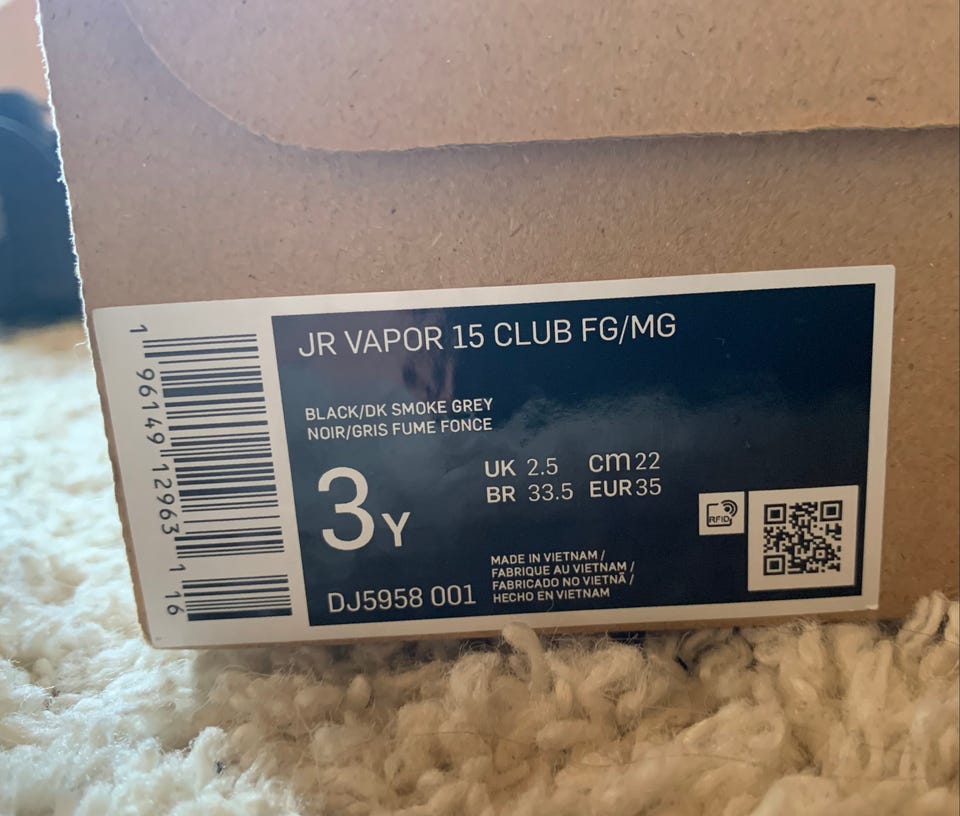 JR VAPOR 15 CLUB FG/MG
BLACK/DK SMOKE GREY
NOIR/GRIS FUME FONCE
3Y
UK 2.5 cm 22
BR 33.5 EUR 35
DJ5958 001
MADE IN VIETNAM /
FABRIQUE AU VIETNAM /
FABRICADO NO VIETNÃ /
HECHO EN VIETNAM
RFID
1 96149 12963 1 16